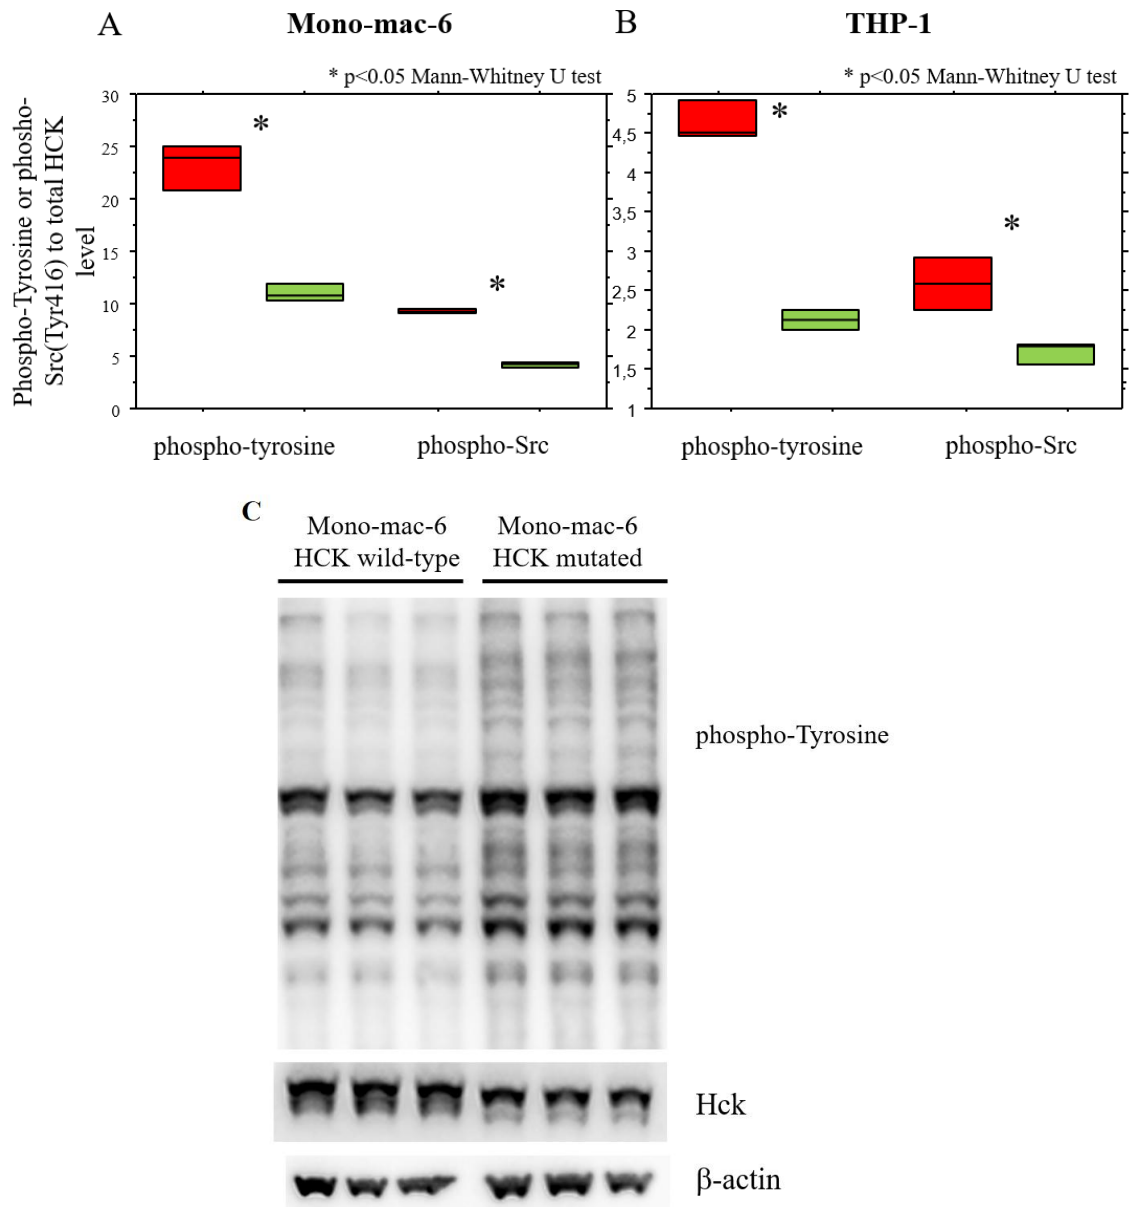 A
Mono-mac-6
* p<0.05 Mann-Whitney U test
Phospho-Tyrosine or phosho-
Src(Tyr416) to total HCK
level
30
25
20
15
10
5
0
*
*
phospho-tyrosine
phospho-Src
B
THP-1
* p<0.05 Mann-Whitney U test
5
4,5
4
3,5
3
2,5
2
1,5
1
*
*
phospho-tyrosine
phospho-Src
C
Mono-mac-6
HCK wild-type
Mono-mac-6
HCK mutated
phospho-Tyrosine
Hck
β-actin